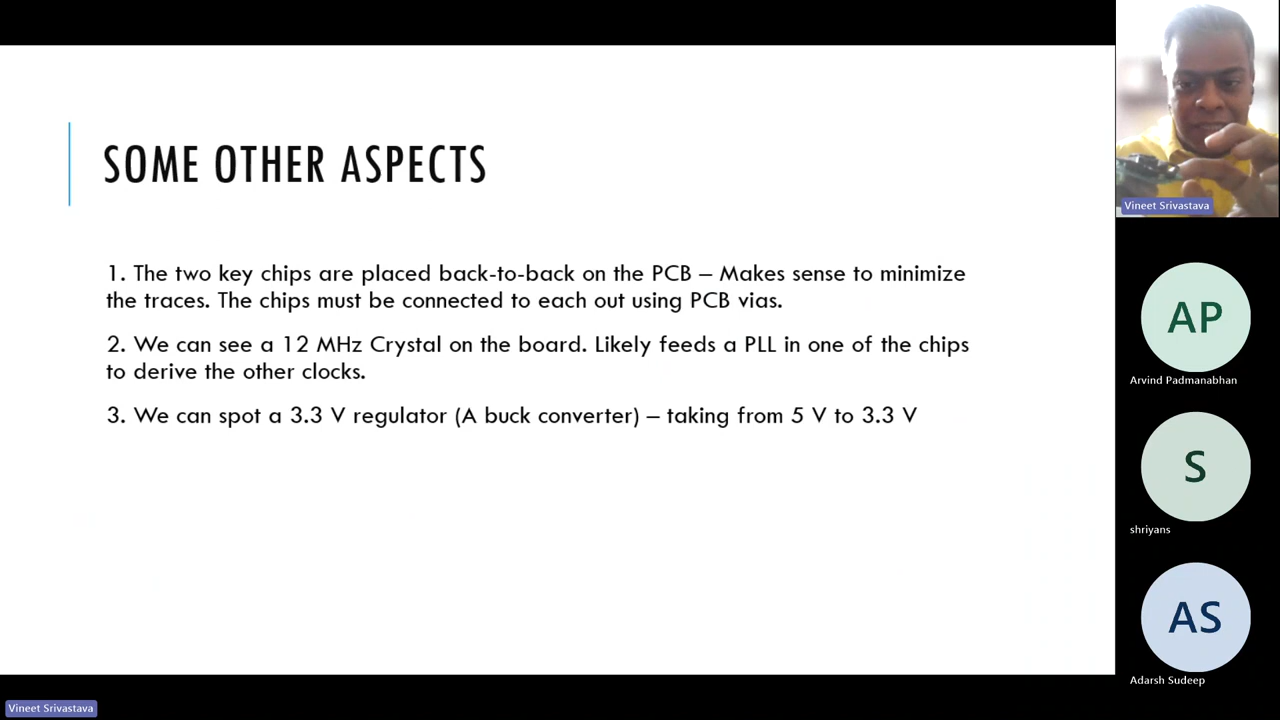 SOME OTHER ASPECTS
1. The two key chips are placed back-to-back on the PCB – Makes sense to minimize
the traces. The chips must be connected to each out using PCB vias.
2. We can see a 12 MHz Crystal on the board. Likely feeds a PLL in one of the chips
to derive the other clocks.
3. We can spot a 3.3 V regulator (A buck converter) – taking from 5 V to 3.3 V
Vineet Srivastava
AP
Arvind Padmanabhan
S
shriyans
AS
Adarsh Sudeep
Vineet Srivastava